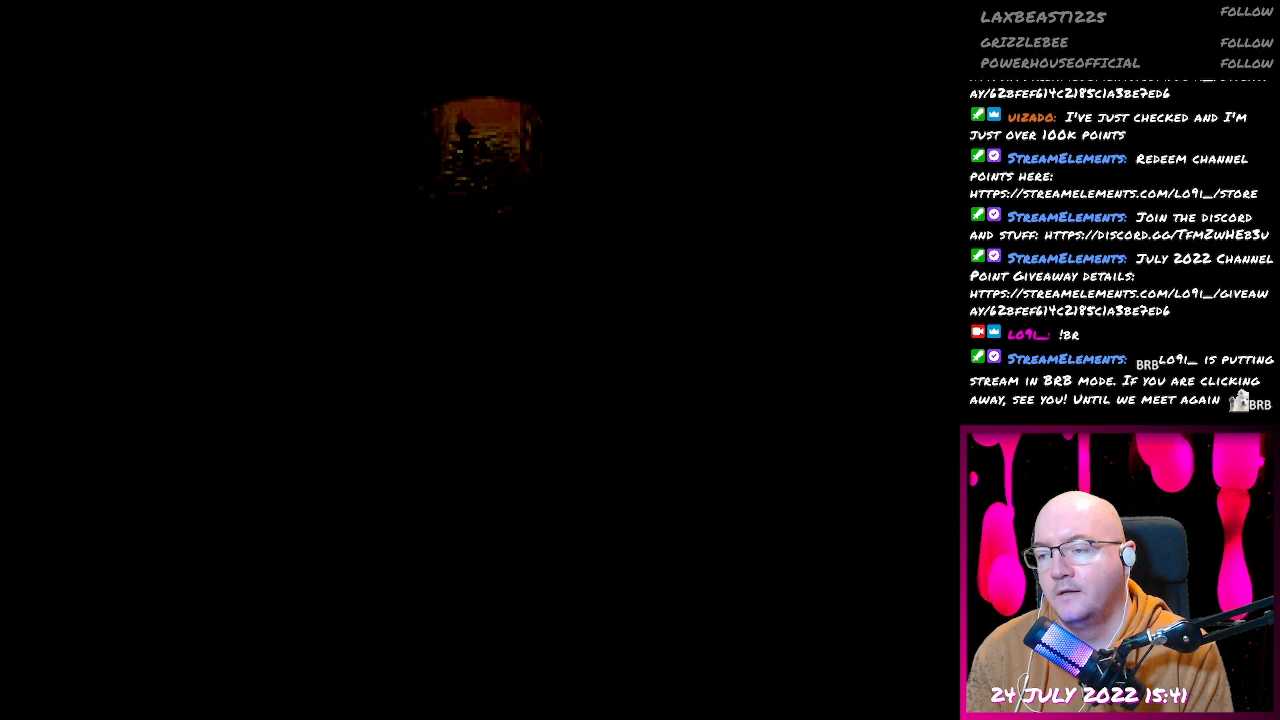 LAXBEAST1225 FOLLOW
GRIZZLEBEE FOLLOW
POWERHOUSEOFFICIAL FOLLOW
AY/62BFEF614C2185C1A3BE7ED6
UIZADO: I'VE JUST CHECKED AND I'M
JUST OVER 100K POINTS
STREAMELEMENTS: REDEEM CHANNEL
POINTS HERE:
HTTPS://STREAMELEMENTS.COM/LO9I_/STORE
STREAMELEMENTS: JOIN THE DISCORD
AND STUFF: HTTPS://DISCORD.GG/TFMZWHEB3U
STREAMELEMENTS: JULY 2022 CHANNEL
POINT GIVEAWAY DETAILS:
HTTPS://STREAMELEMENTS.COM/LO9I_/GIVEAW
AY/62BFEF614C2185C1A3BE7ED6
LO9I_: !BR
STREAMELEMENTS: BRB LO9I_ IS PUTTING
STREAM IN BRB MODE. IF YOU ARE CLICKING
AWAY, SEE YOU! UNTIL WE MEET AGAIN BRB
24 JULY 2022 15:41